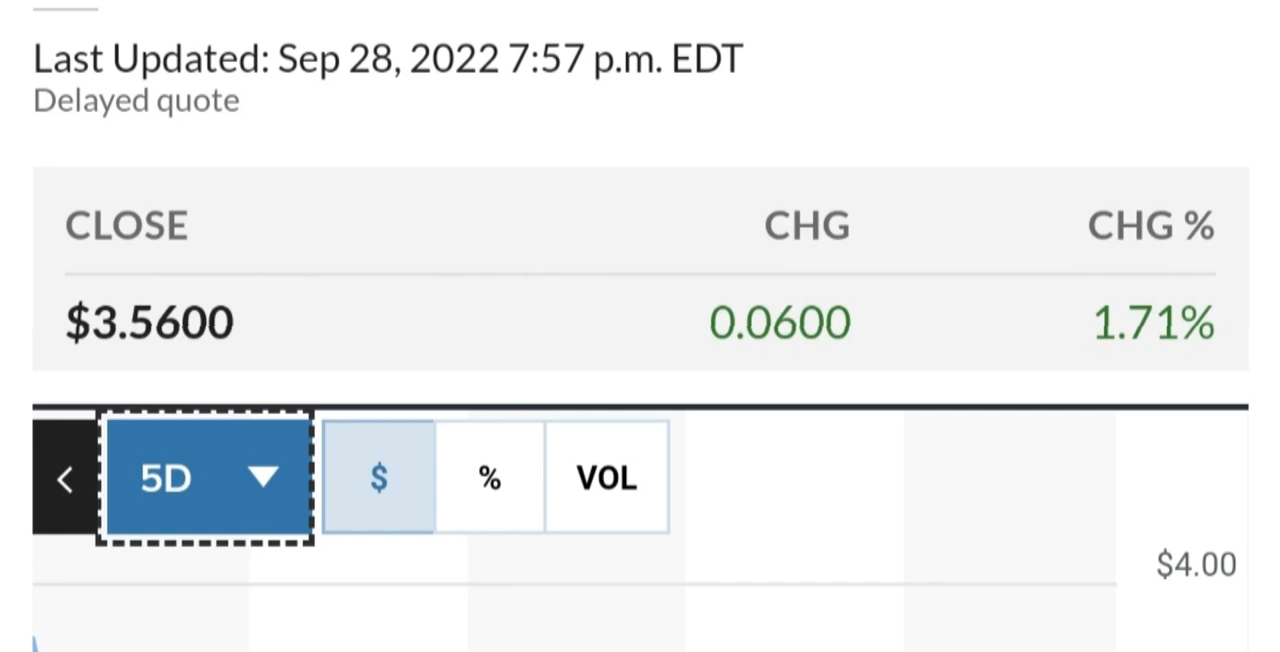 Last Updated: Sep 28, 2022 7:57 p.m. EDT
Delayed quote
CLOSE CHG CHG %
$3.5600 0.0600 1.71%
5D $ % VOL
$4.00